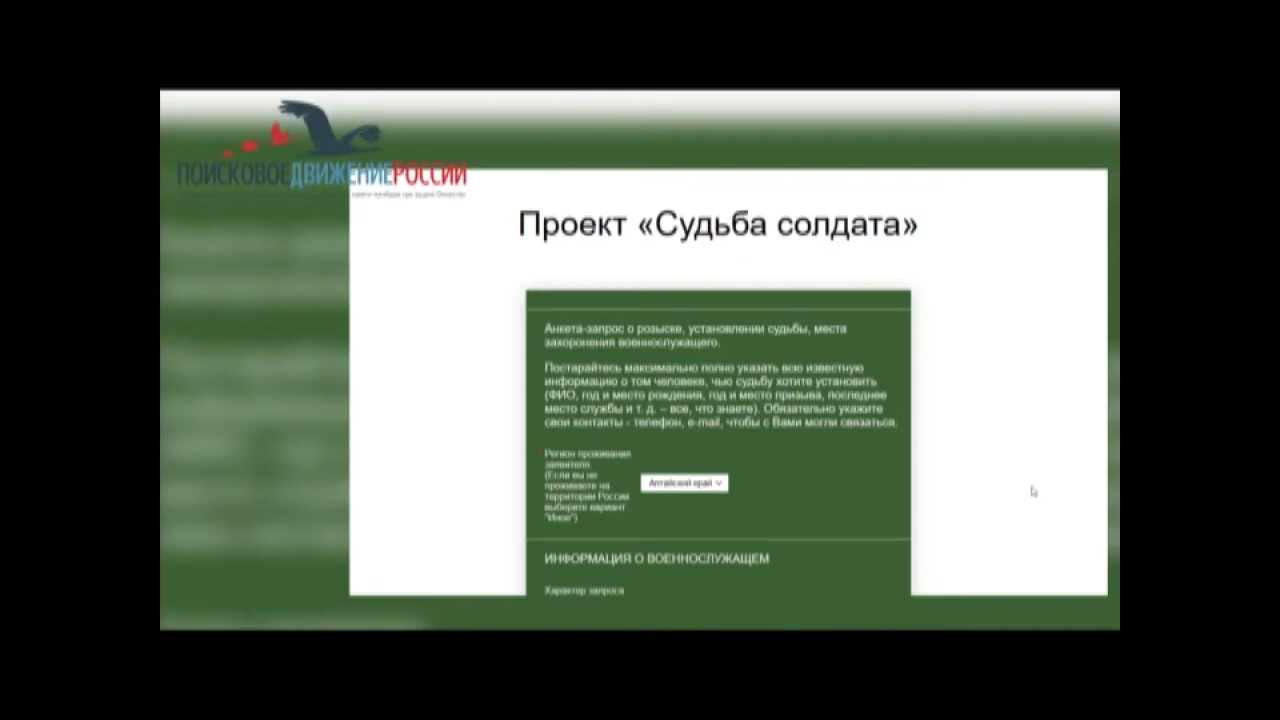 ПОИСКОВОЕДВИЖЕНИЕРОССИИ
Проект «Судьба солдата»
Анкета-запрос о розыске, установлении судьбы, места
захоронения военнослужащего.
Постарайтесь максимально полно указать всю известную
информацию о том человеке, чью судьбу хотите установить
(ФИО, год и место рождения, год и место призыва, последнее
место службы и т. д. – все, что знаете). Обязательно укажите
свои контакты - телефон, e-mail, чтобы с Вами могли связаться.
Регион проживания
заявителя.
(Если вы не
проживаете на
территории России
выберите вариант
"Иное")
Алтайский край
ИНФОРМАЦИЯ О ВОЕННОСЛУЖАЩЕМ
Характер запроса